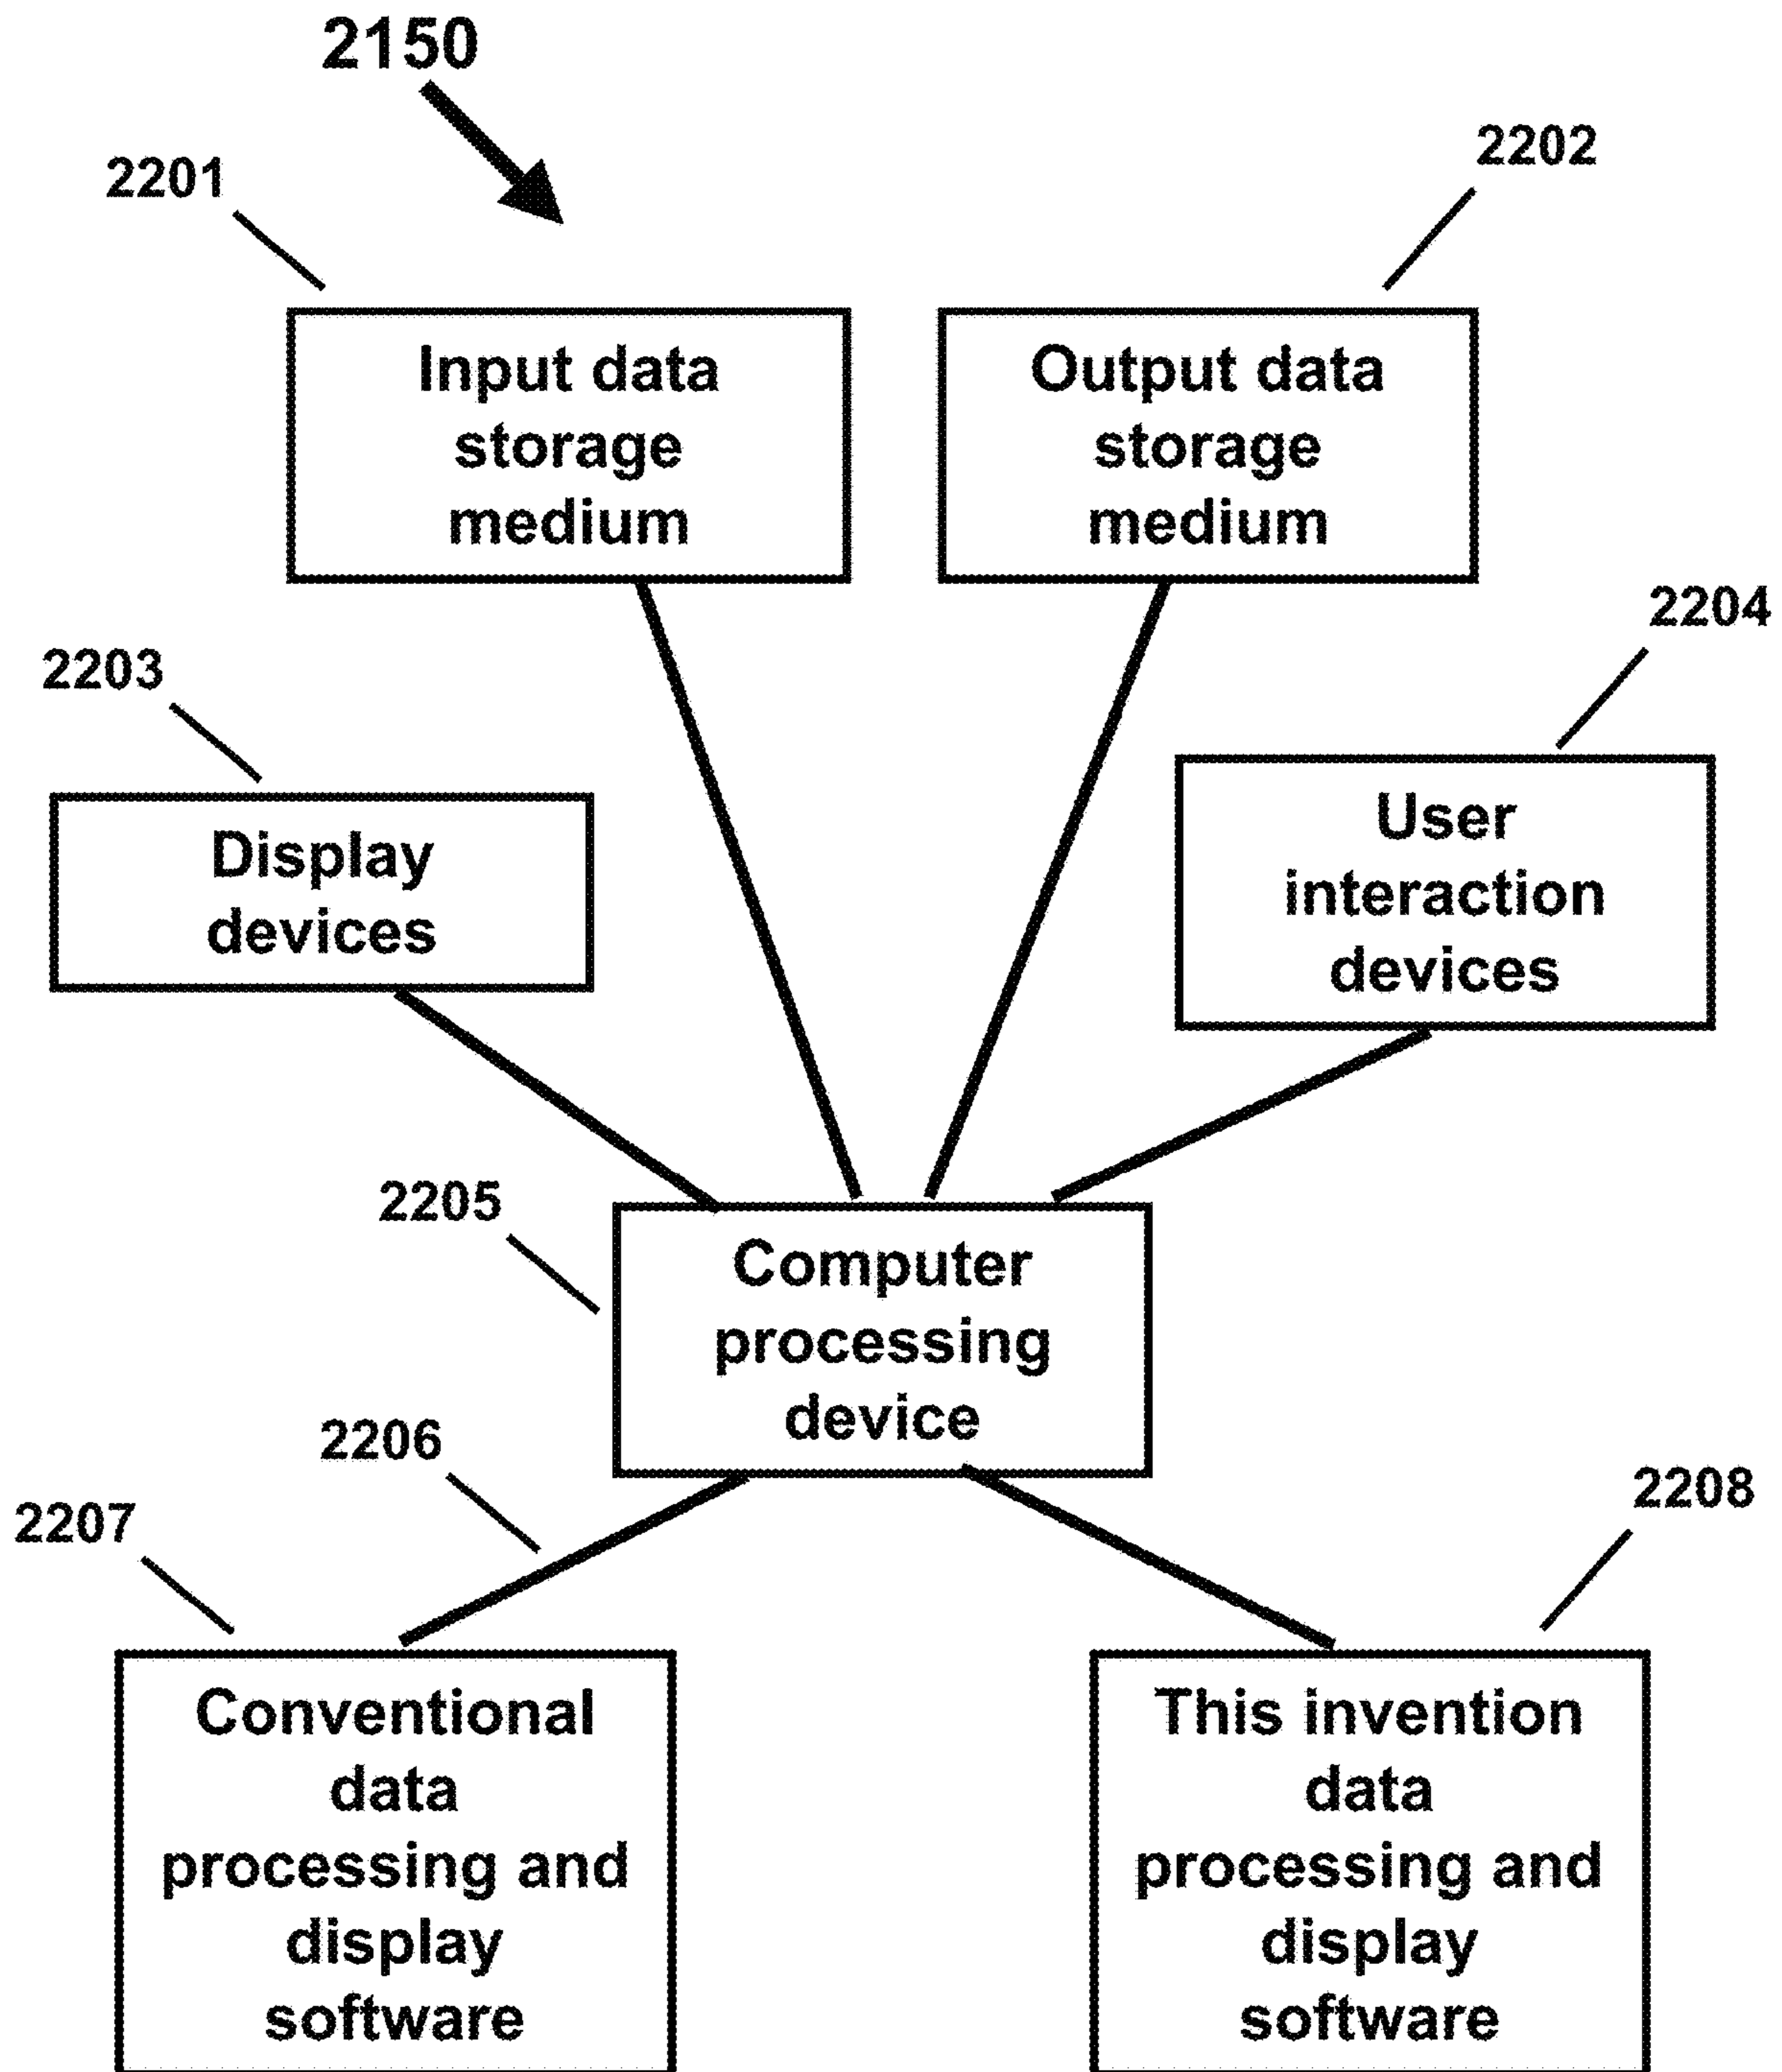 2150
2201
2202
Input data
storage
medium
Output data
storage
medium
2203
2204
Display
devices
User
interaction
devices
2205
Computer
processing
device
2206
2207
2208
Conventional
data
processing and
display
software
This invention
data
processing and
display
software